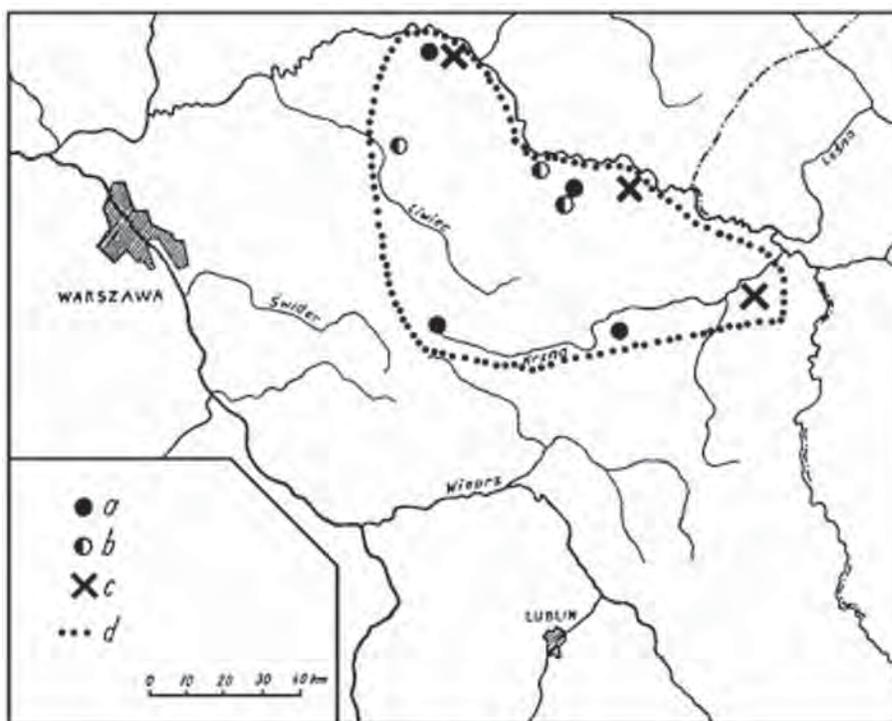 Leśna
Liwiec
WARSZAWA
Świder
Krzna
Wieprz
a
b
c
LUBLIN
d
0 10 20 30 40 km